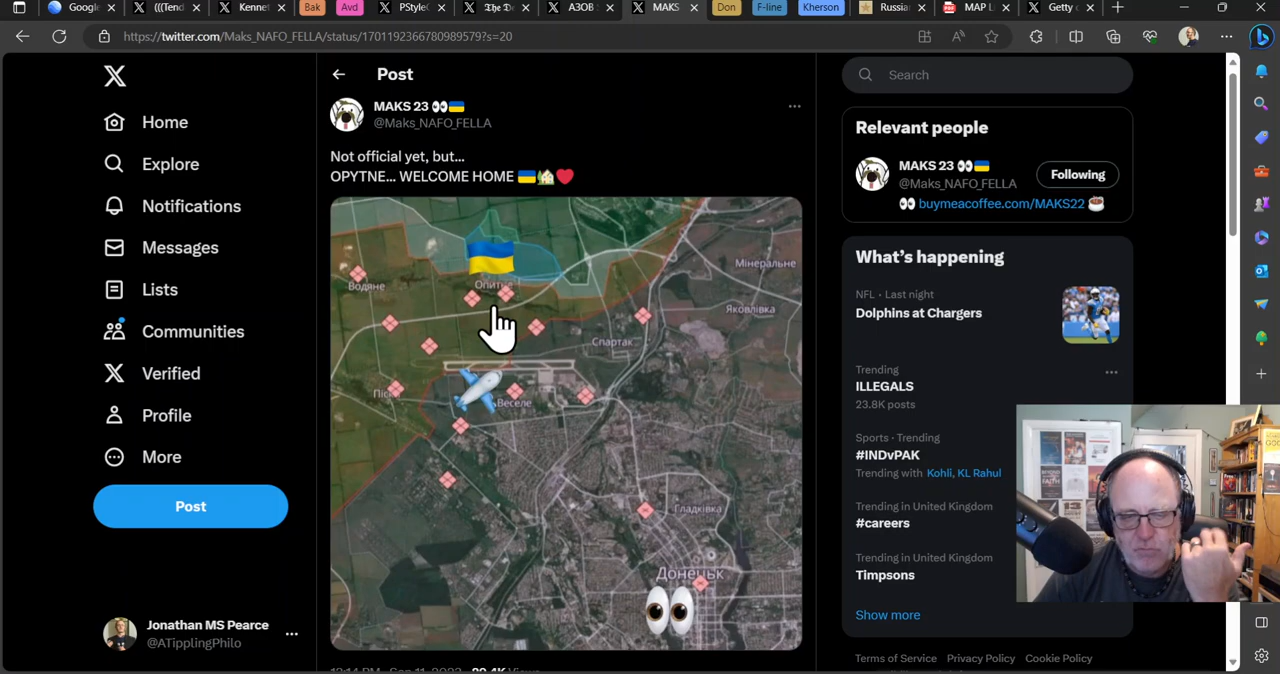 Google
(((Tend
Kenne
Bak
Avd
PStyle
АЗОВ
MAKS
Don
F-line
Kherson
Russian
MAP L
Getty c
https://twitter.com/Maks_NAFO_FELLA/status/1701192366780989579?s=20
Post
Search
Home
Explore
Notifications
Messages
Lists
Communities
Verified
Profile
More
Post
Jonathan MS Pearce
@ATipplingPhilo
MAKS 23
@Maks_NAFO_FELLA
Not official yet, but...
OPYTNE... WELCOME HOME
Водяне
Опитне
Мінеральне
Яковлівка
Спартак
Піс
Веселе
Гладківка
Донецьк
Relevant people
MAKS 23
@Maks_NAFO_FELLA
Following
buymeacoffee.com/MAKS22
What's happening
NFL · Last night
Dolphins at Chargers
Trending
ILLEGALS
23.8K posts
Sports · Trending
#INDvPAK
Trending with Kohli, KL Rahul
Trending in United Kingdom
#careers
Trending in United Kingdom
Timpsons
Show more
Terms of Service Privacy Policy Cookie Policy